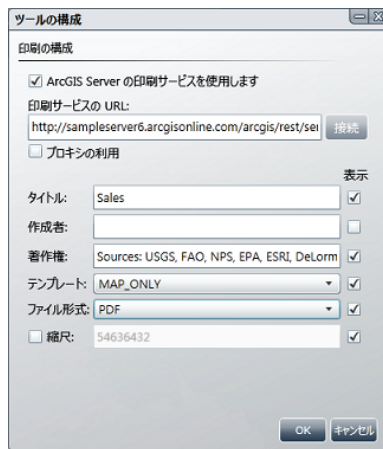 ツールの構成
印刷の構成
ArcGIS Server の印刷サービスを使用します
印刷サービスの URL:
http://sampleserver6.arcgisonline.com/arcgis/rest/ser 接続
プロキシの利用
表示
タイトル: Sales
作成者:
著作権: Sources: USGS, FAO, NPS, EPA, ESRI, DeLorm
テンプレート: MAP_ONLY
ファイル形式: PDF
縮尺: 54636432
OK キャンセル